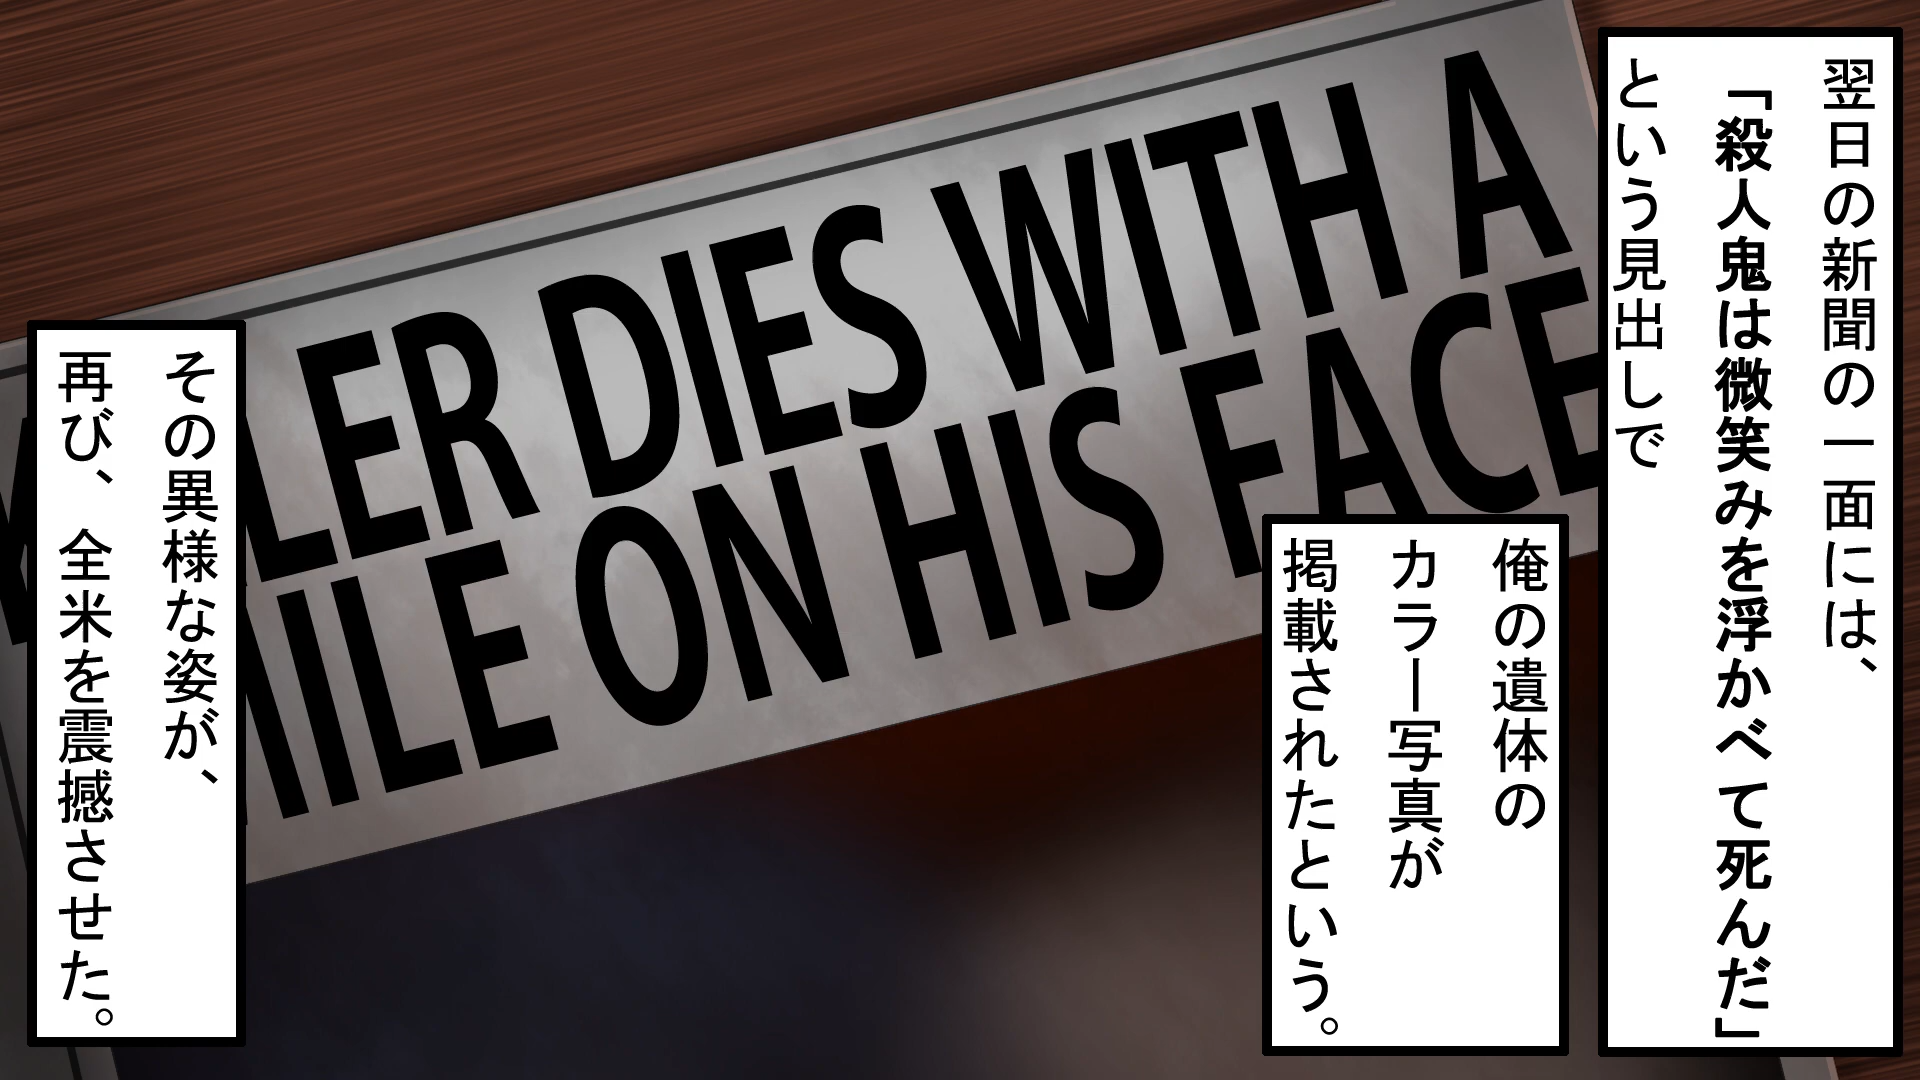 翌日の新聞の一面には、
「殺人鬼は微笑みを浮かべて死んだ」
という見出しで
俺の遺体の
カラー写真が
掲載されたという。
その異様な姿が、
再び、全米を震撼させた。
DIES WITH A
ON HIS FACE